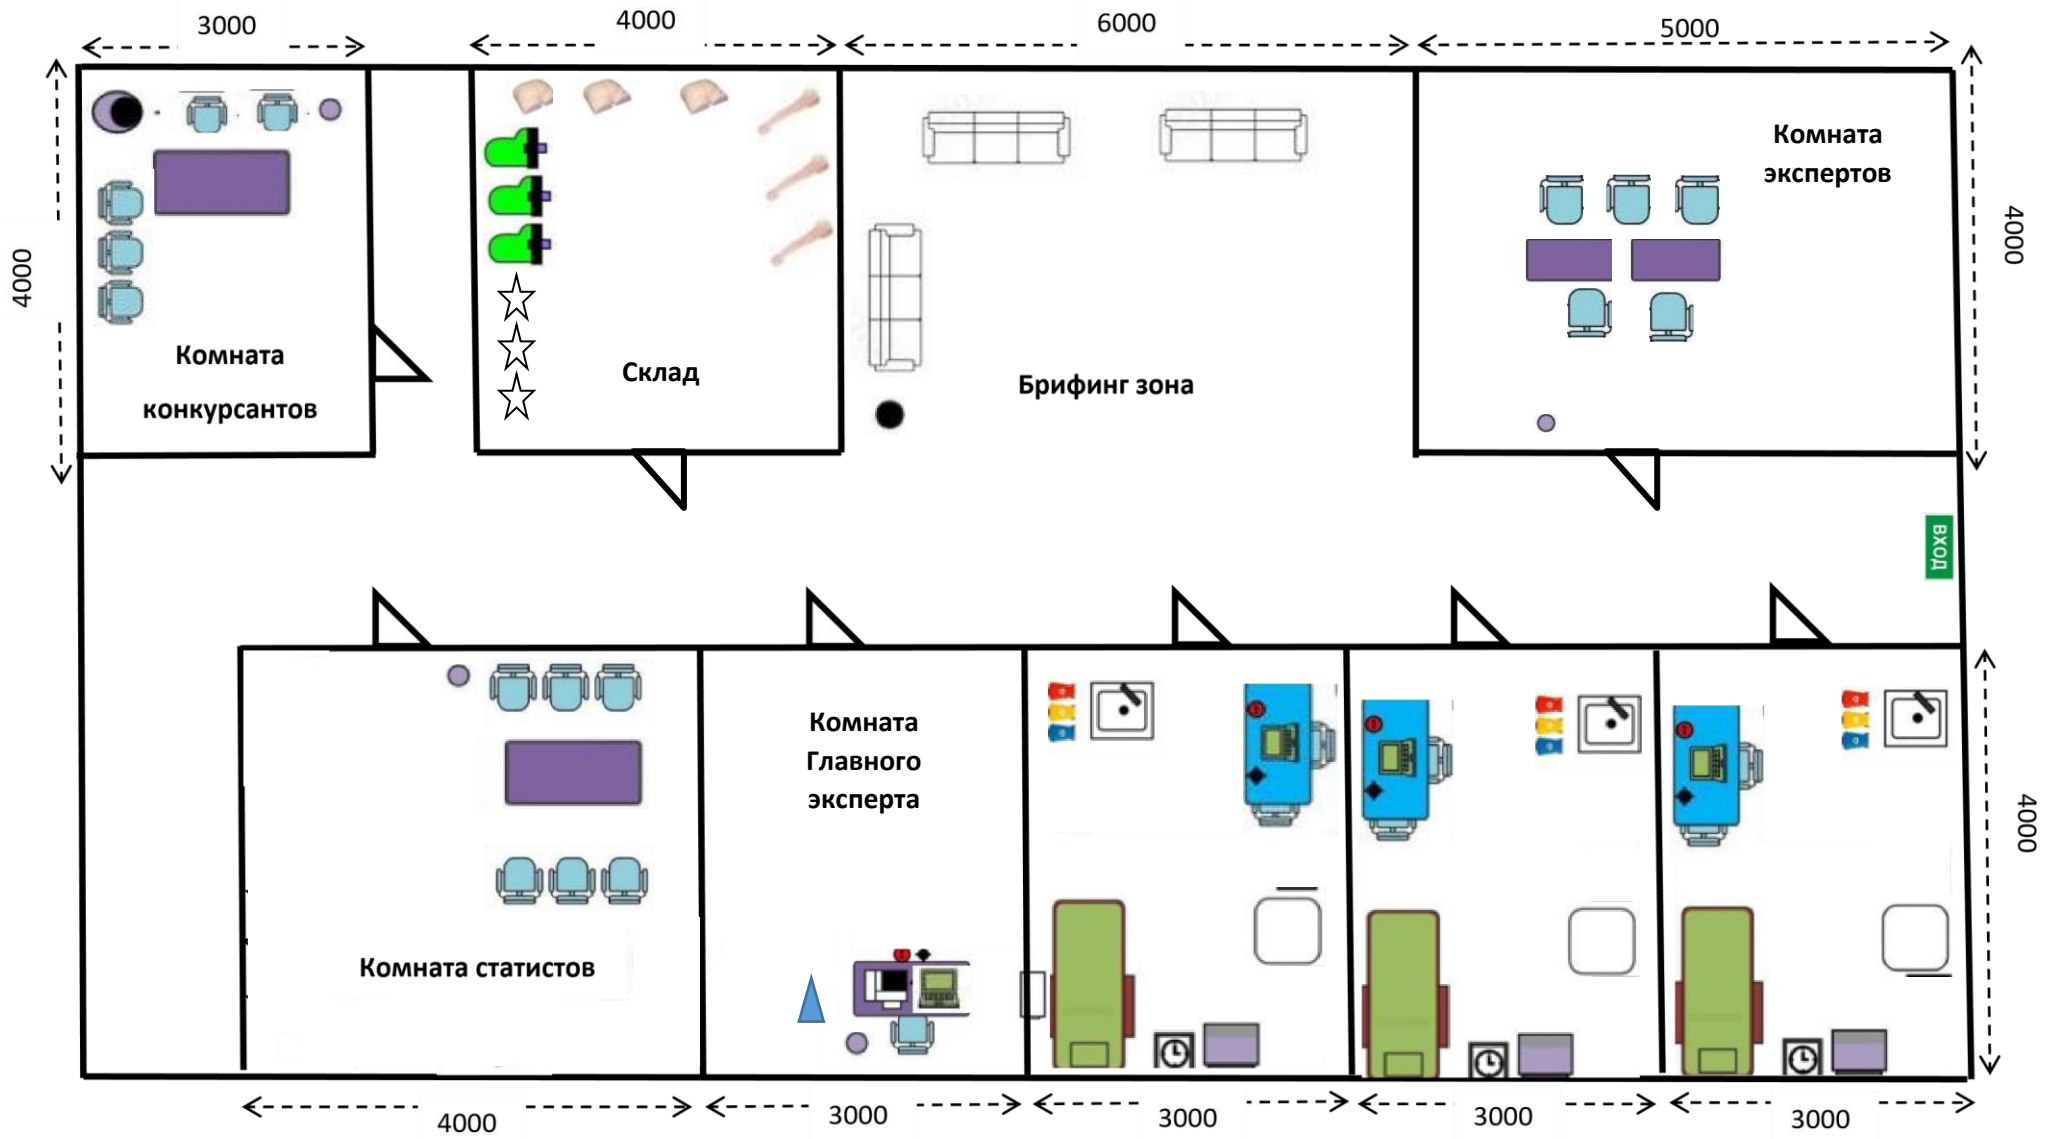 3000
4000
6000
5000
Комната
экспертов
4000
4000
Комната
конкурсантов
Склад
Брифинг зона
ВХОД
Комната
Главного
эксперта
4000
Комната статистов
4000
3000
3000
3000
3000